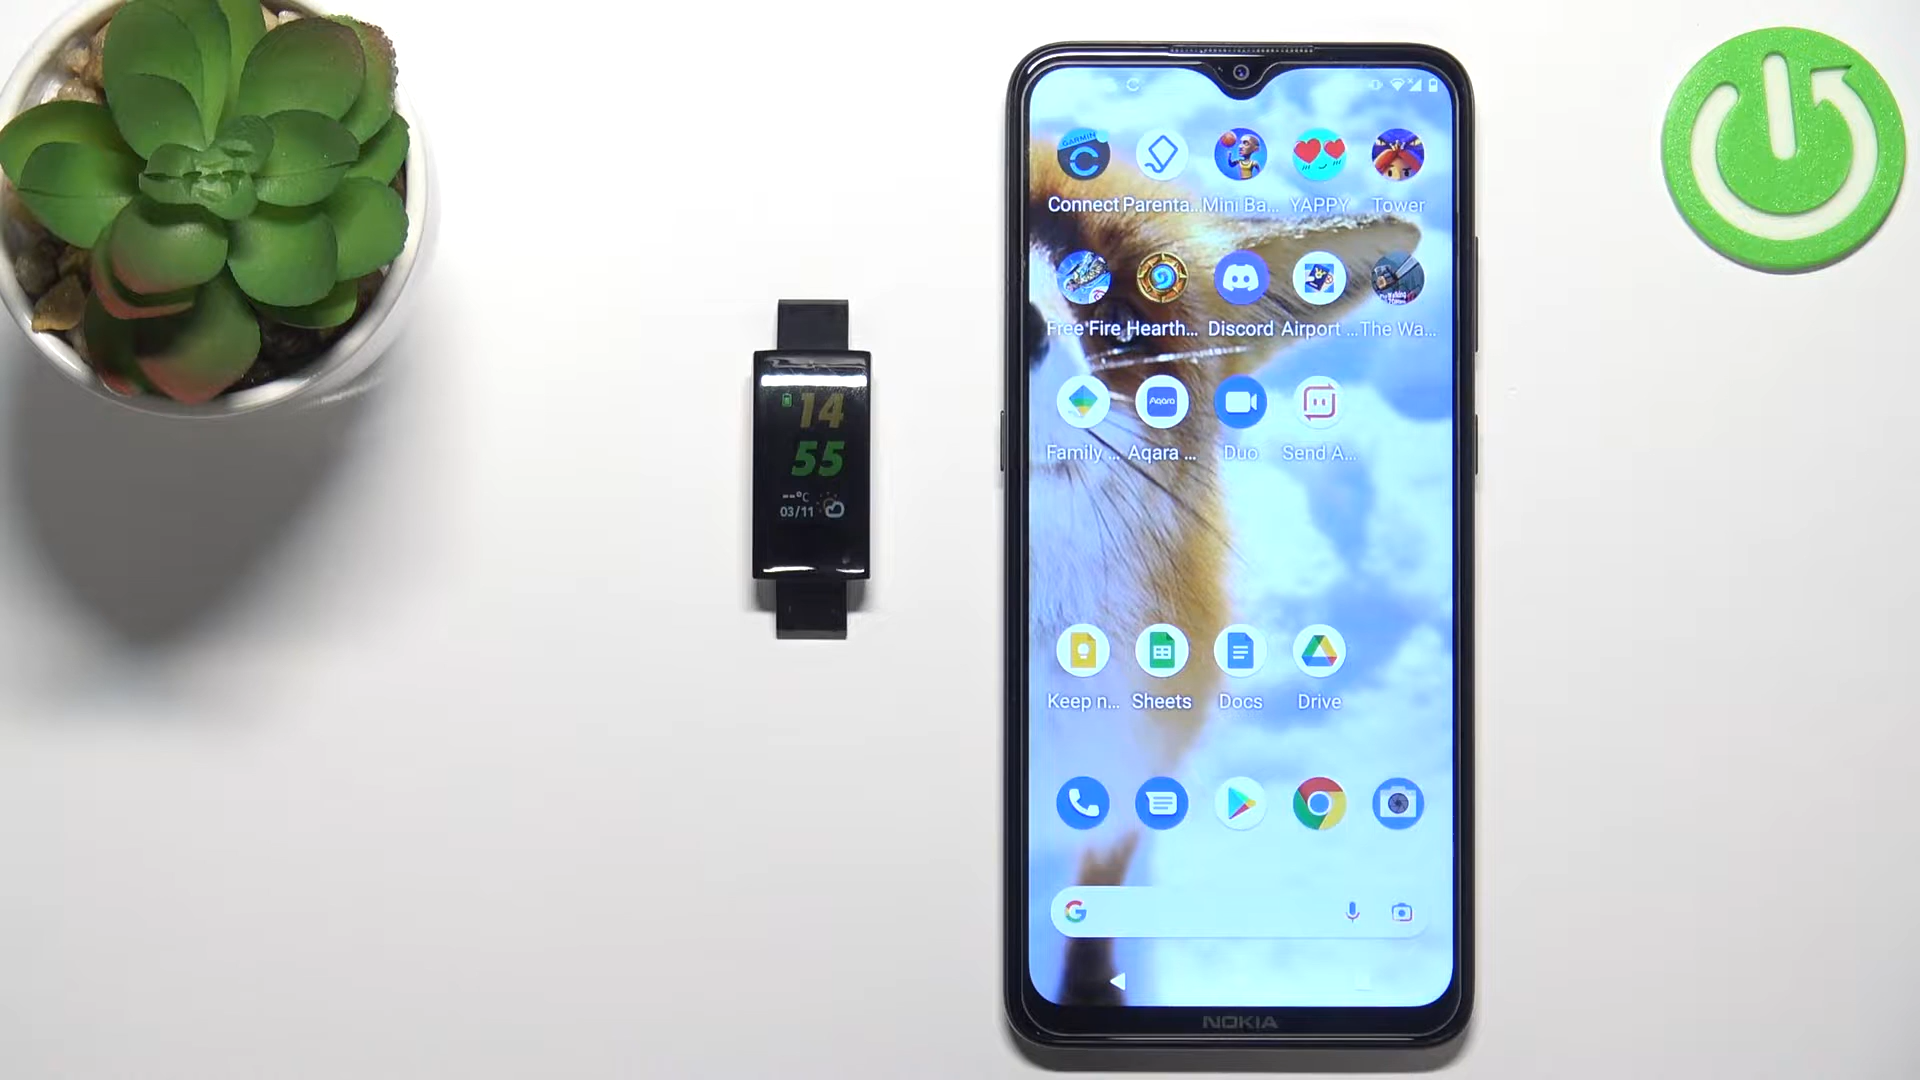 14
55
--°C
03/11
GARMIN
Connect Parenta... Mini Ba... YAPPY Tower
Free Fire Hearth... Discord Airport ... The Wa...
Aqara
Family ... Aqara ... Duo Send A...
Keep n... Sheets Docs Drive
G
NOKIA